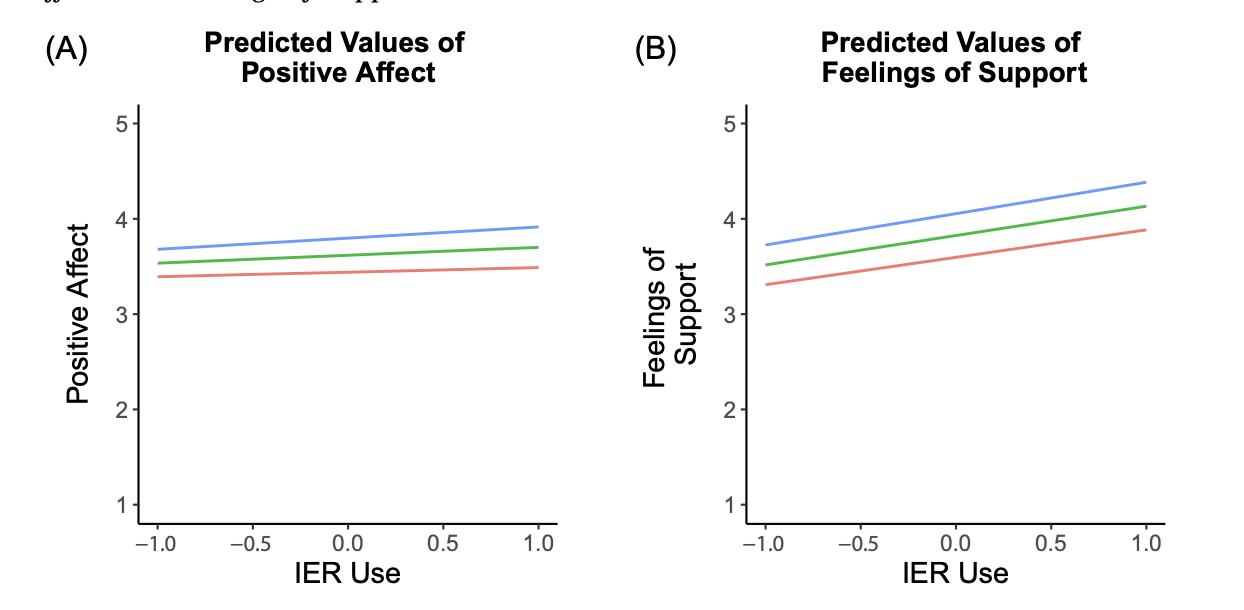 (A)
Predicted Values of
Positive Affect
5
4
3
2
1
Positive Affect
−1.0 −0.5 0.0 0.5 1.0
IER Use
(B)
Predicted Values of
Feelings of Support
5
4
3
2
1
Feelings of
Support
−1.0 −0.5 0.0 0.5 1.0
IER Use